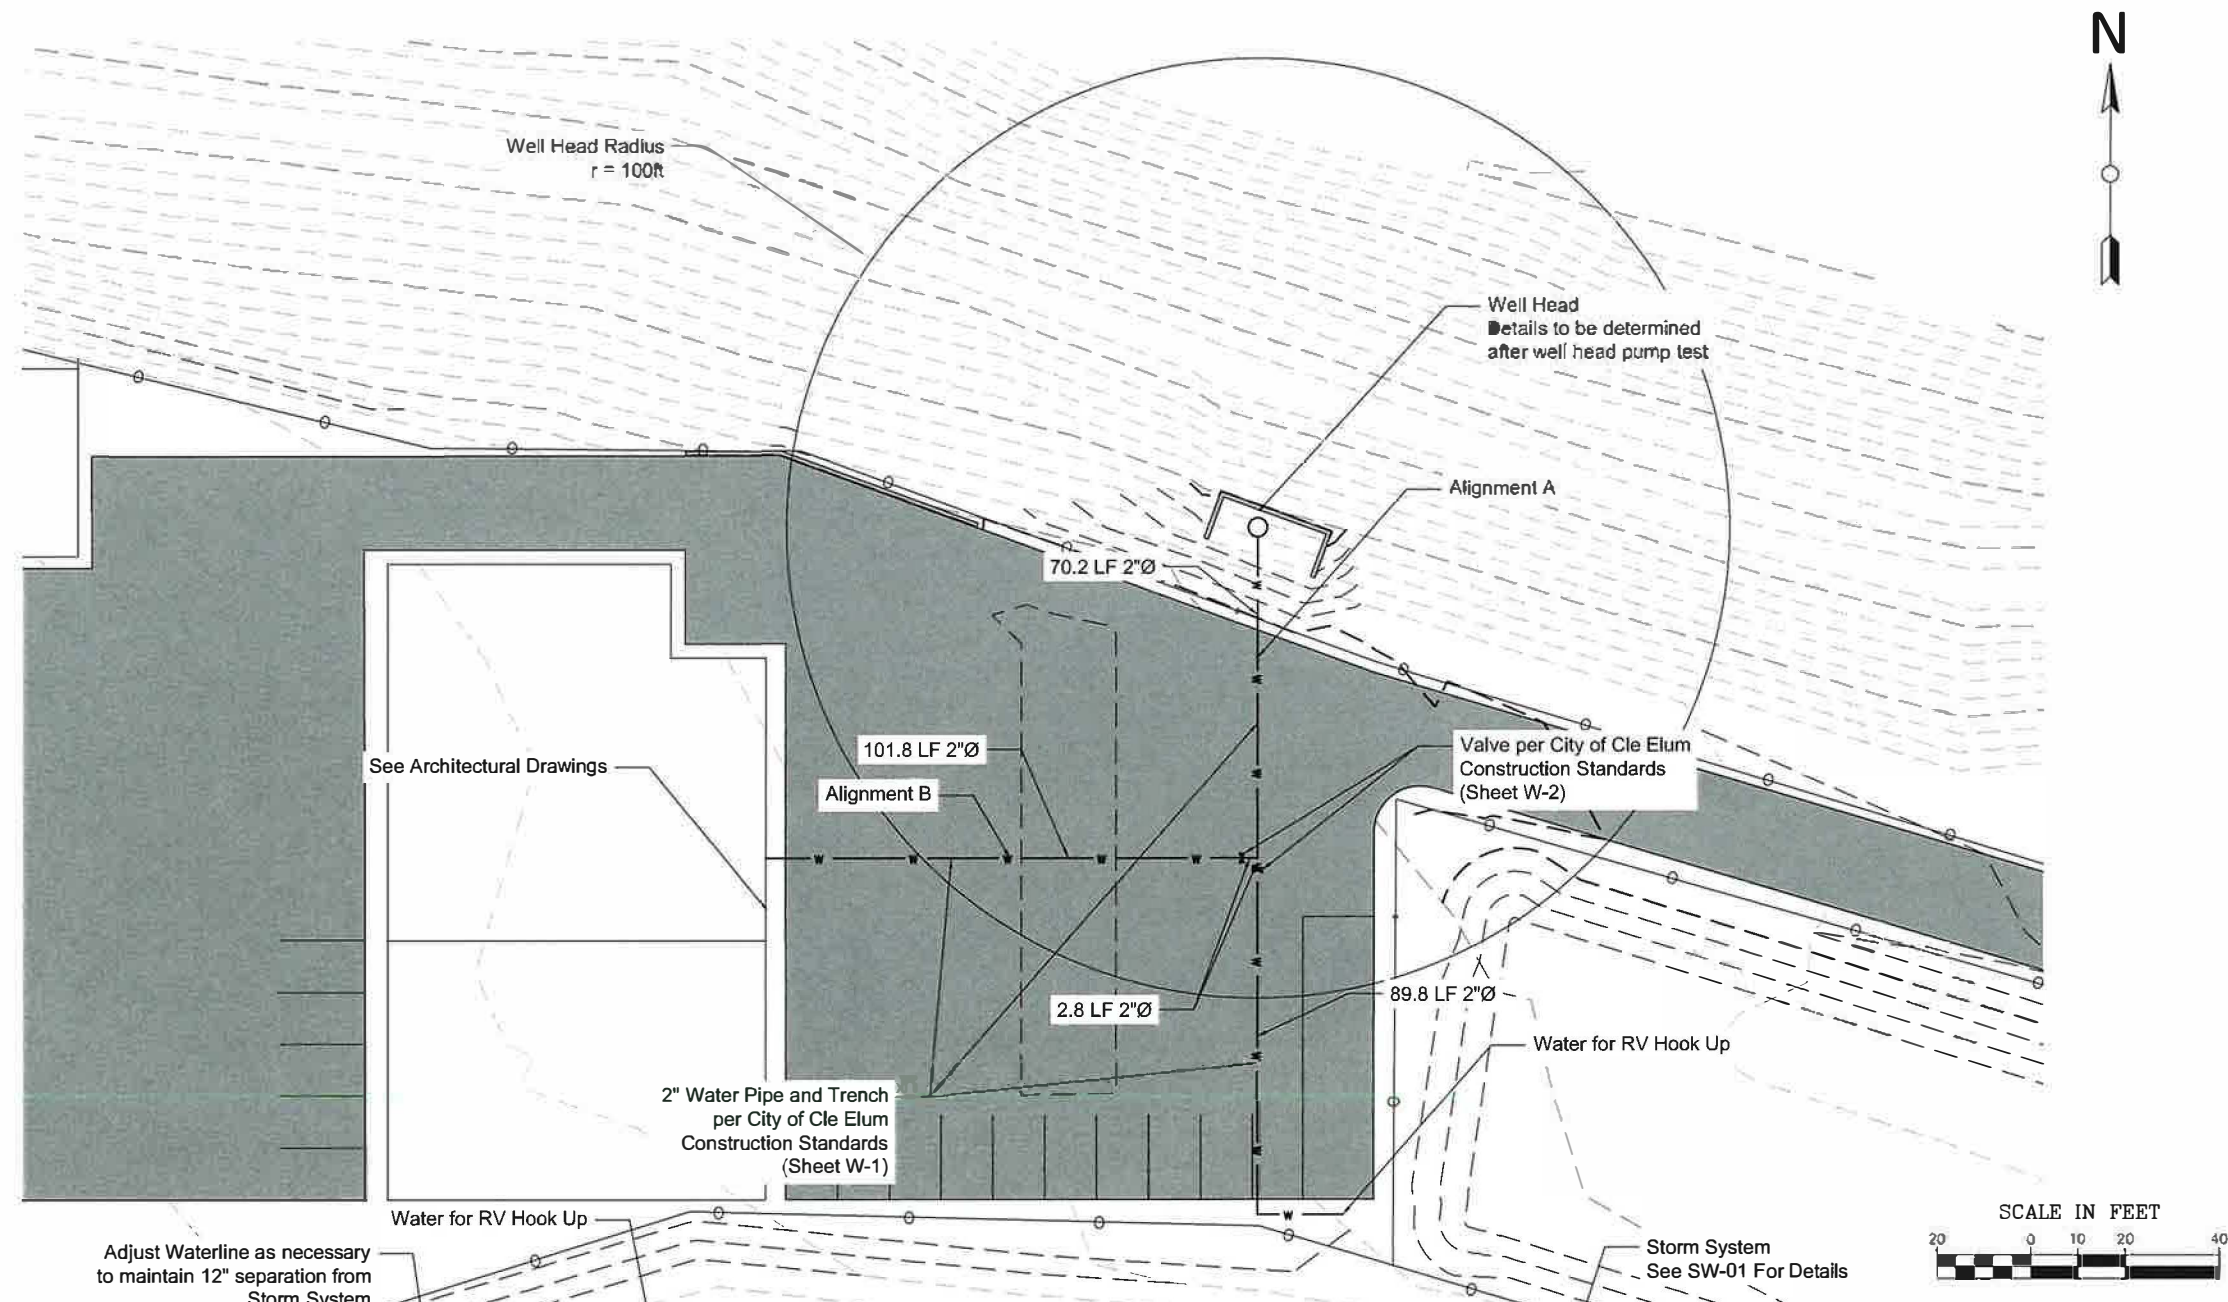 N
Well Head Radius
r = 100ft
Well Head
Details to be determined
after well head pump test
Alignment A
70.2 LF 2"Ø
101.8 LF 2"Ø
Alignment B
See Architectural Drawings
Valve per City of Cle Elum
Construction Standards
(Sheet W-2)
W
W
W
W
W
W
W
W
W
W
W
W
2.8 LF 2"Ø
89.8 LF 2"Ø
Water for RV Hook Up
2" Water Pipe and Trench
per City of Cle Elum
Construction Standards
(Sheet W-1)
Water for RV Hook Up
Adjust Waterline as necessary
to maintain 12" separation from
Storm System
Storm System
See SW-01 For Details
SCALE IN FEET
20 0 10 20 40